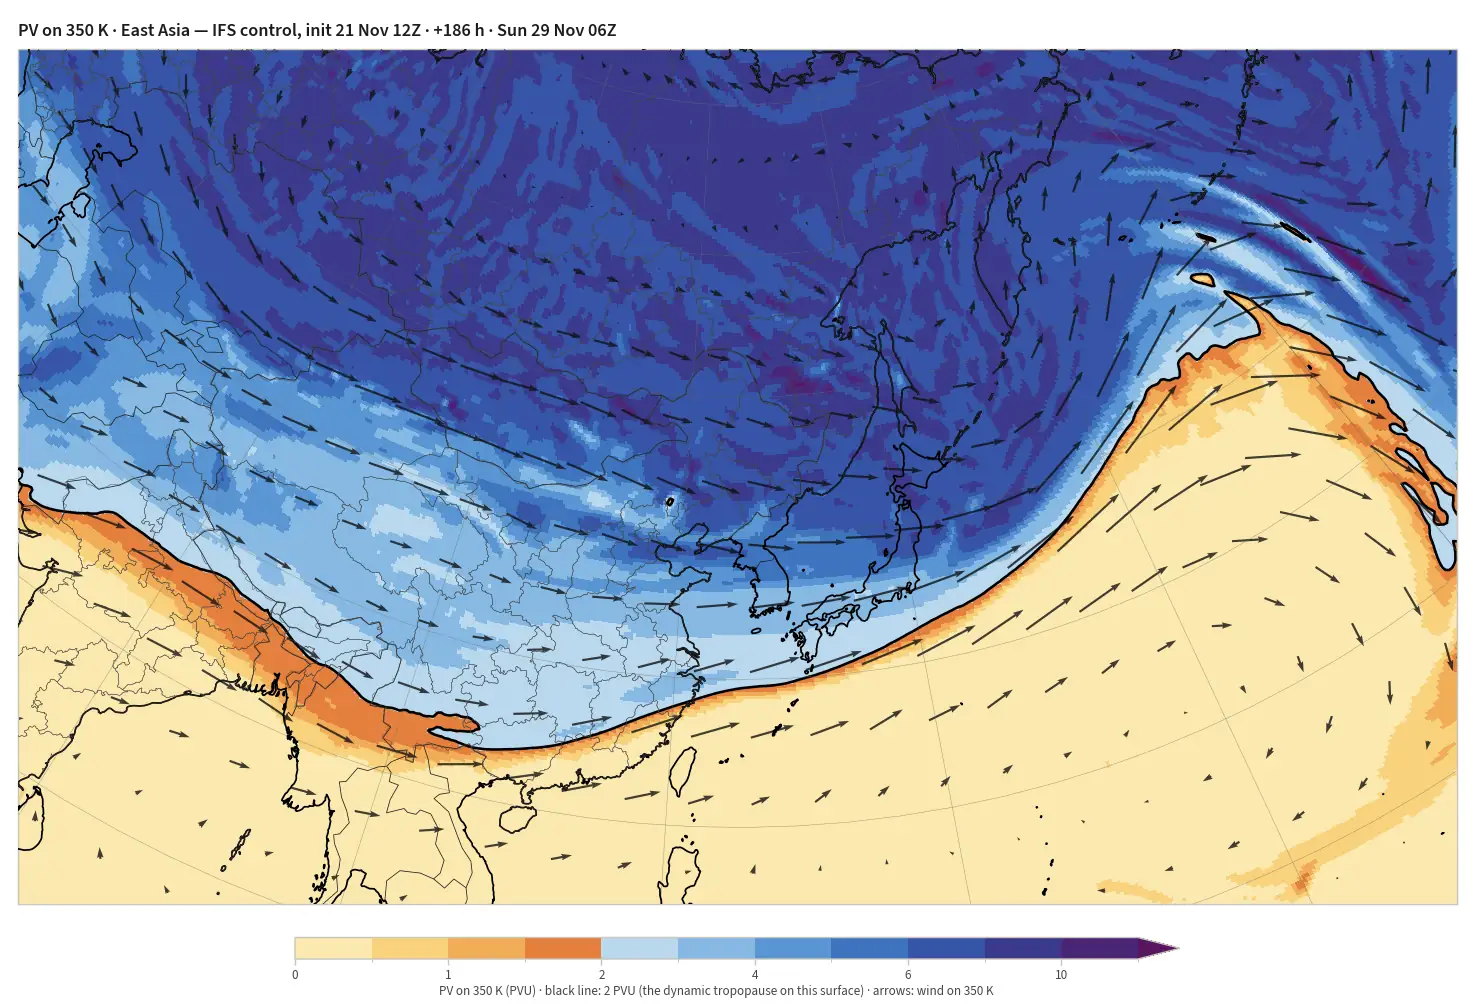 PV on 350 K · East Asia — IFS control, init 21 Nov 12Z · +186 h · Sun 29 Nov 06Z
0 1 2 4 6 10
PV on 350 K (PVU) · black line: 2 PVU (the dynamic tropopause on this surface) · arrows: wind on 350 K